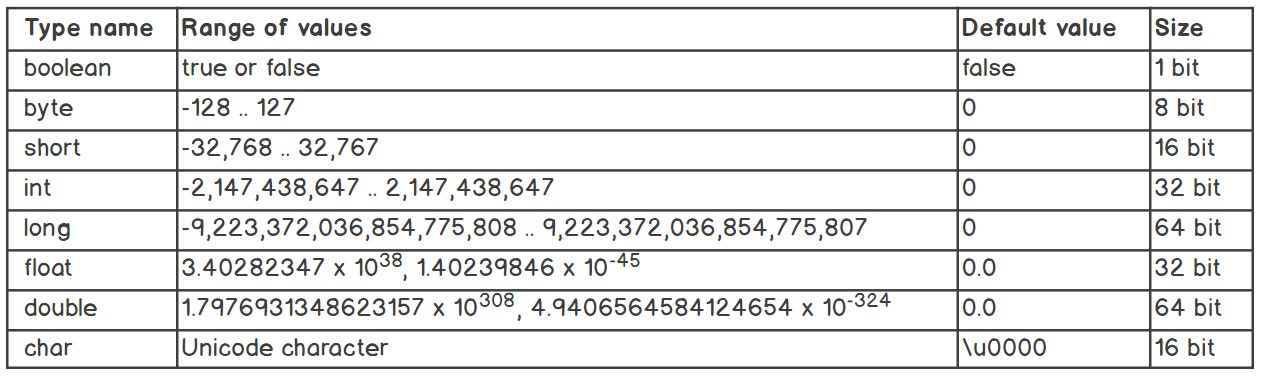 Type name Range of values Default value Size
boolean true or false false 1 bit
byte -128 .. 127 0 8 bit
short -32,768 .. 32,767 0 16 bit
int -2,147,438,647 .. 2,147,438,647 0 32 bit
long -9,223,372,036,854,775,808 .. 9,223,372,036,854,775,807 0 64 bit
float 3.40282347 x 10^38, 1.40239846 x 10^-45 0.0 32 bit
double 1.7976931348623157 x 10^308, 4.9406564584124654 x 10^-324 0.0 64 bit
char Unicode character \u0000 16 bit